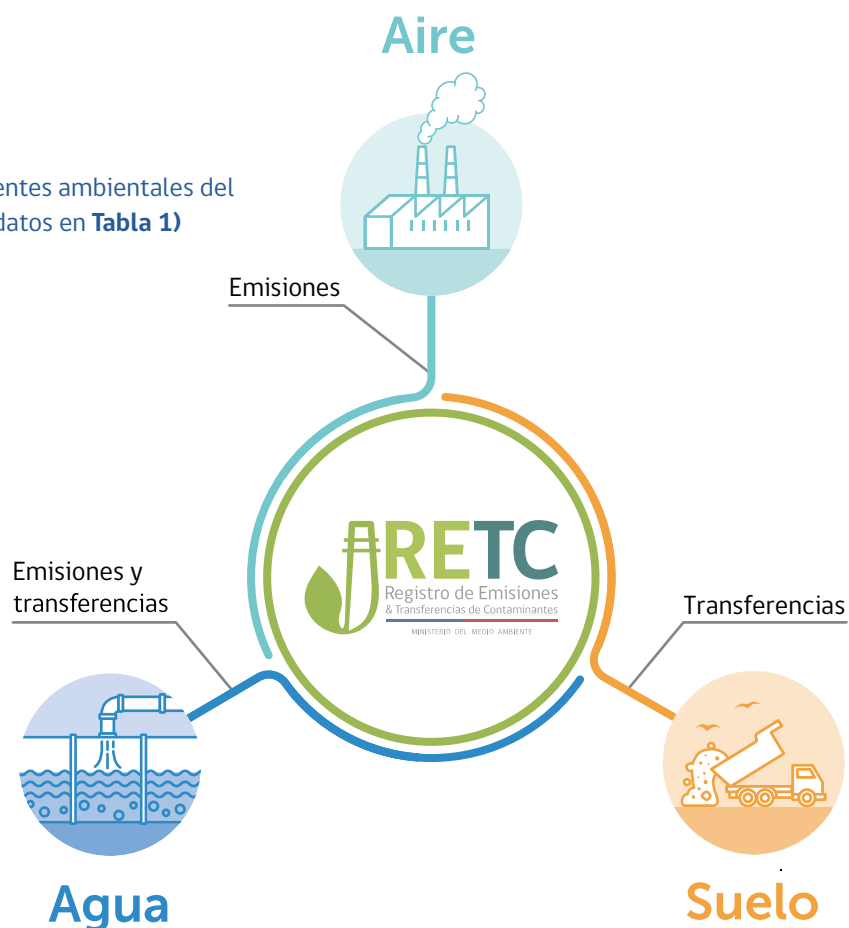 Aire
entes ambientales del
datos en Tabla 1)
Emisiones
RETC
Registro de Emisiones
& Transferencias de Contaminantes
MINISTERIO DEL MEDIO AMBIENTE
Emisiones y
transferencias
Transferencias
Agua
Suelo